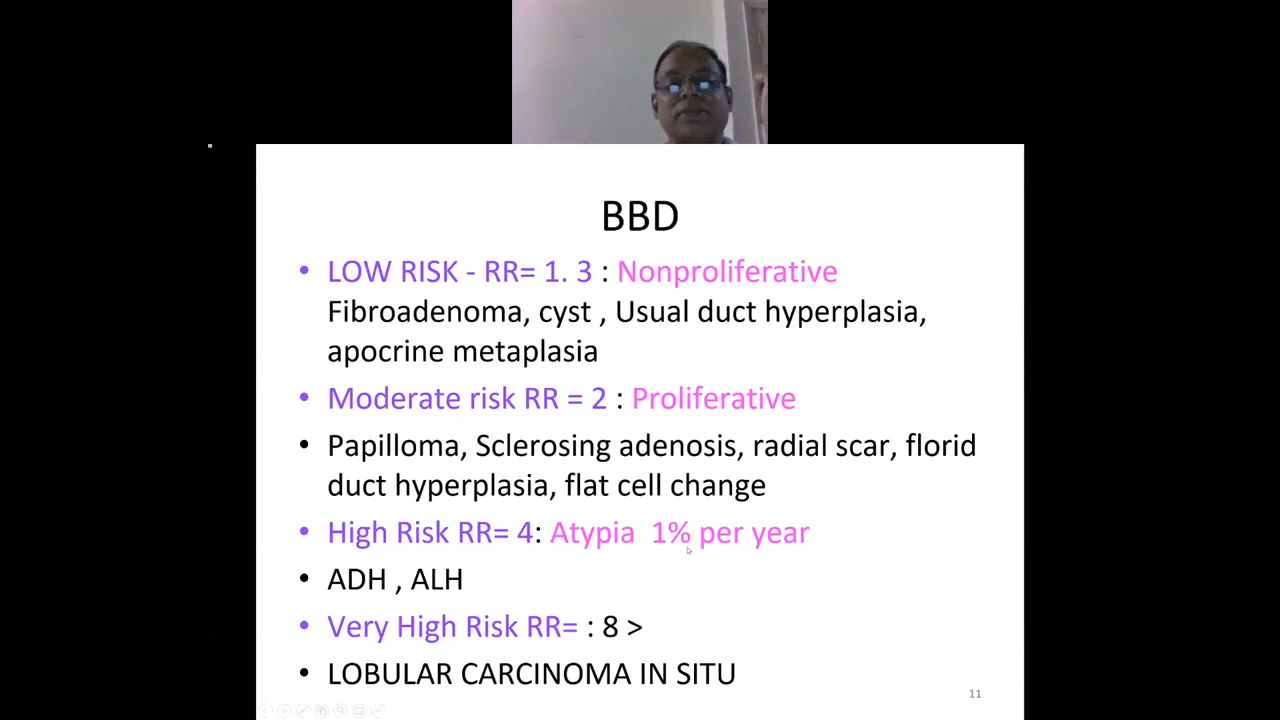 BBD
• LOW RISK - RR= 1. 3 : Nonproliferative
Fibroadenoma, cyst , Usual duct hyperplasia,
apocrine metaplasia
• Moderate risk RR = 2 : Proliferative
• Papilloma, Sclerosing adenosis, radial scar, florid
duct hyperplasia, flat cell change
• High Risk RR= 4: Atypia  1% per year
• ADH , ALH
• Very High Risk RR= : 8 >
• LOBULAR CARCINOMA IN SITU
11